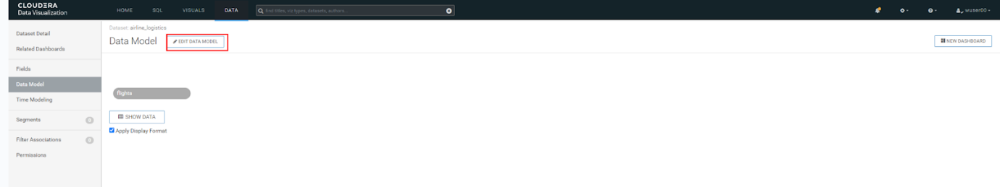 CLOUDERA
Data Visualization
HOME SQL VISUALS DATA
Find titles, viz types, datasets, authors...
wuser00
Dataset Detail
Related Dashboards
Fields
Data Model
Time Modeling
Segments 0
Filter Associations 0
Permissions
Dataset: airline_logistics
Data Model EDIT DATA MODEL
NEW DASHBOARD
flights
SHOW DATA
Apply Display Format